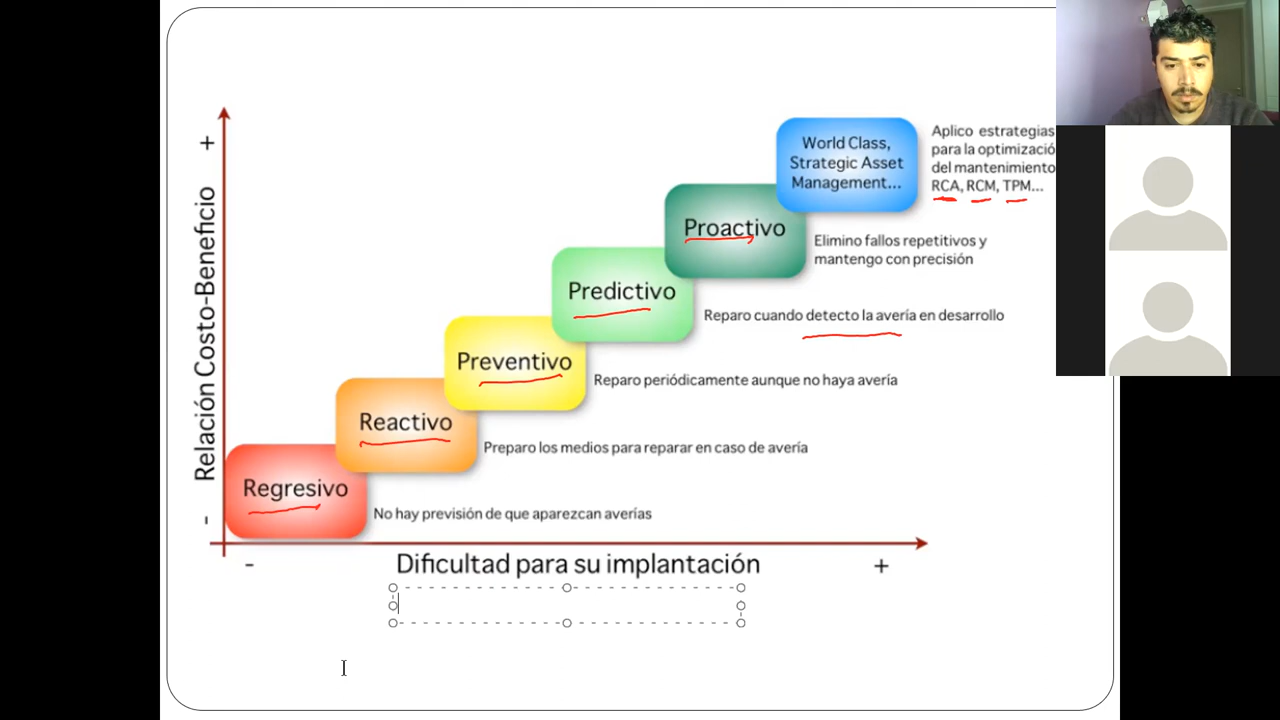 World Class,
Strategic Asset
Management...
Aplico estrategias
para la optimizació
del mantenimiento
RCA, RCM, TPM...
Proactivo
Elimino fallos repetitivos y
mantengo con precisión
Predictivo
Reparo cuando detecto la avería en desarrollo
Preventivo
Reparo periódicamente aunque no haya avería
Reactivo
Preparo los medios para reparar en caso de avería
Regresivo
No hay previsión de que aparezcan averías
+
Relación Costo-Beneficio
-
-
Dificultad para su implantación
+